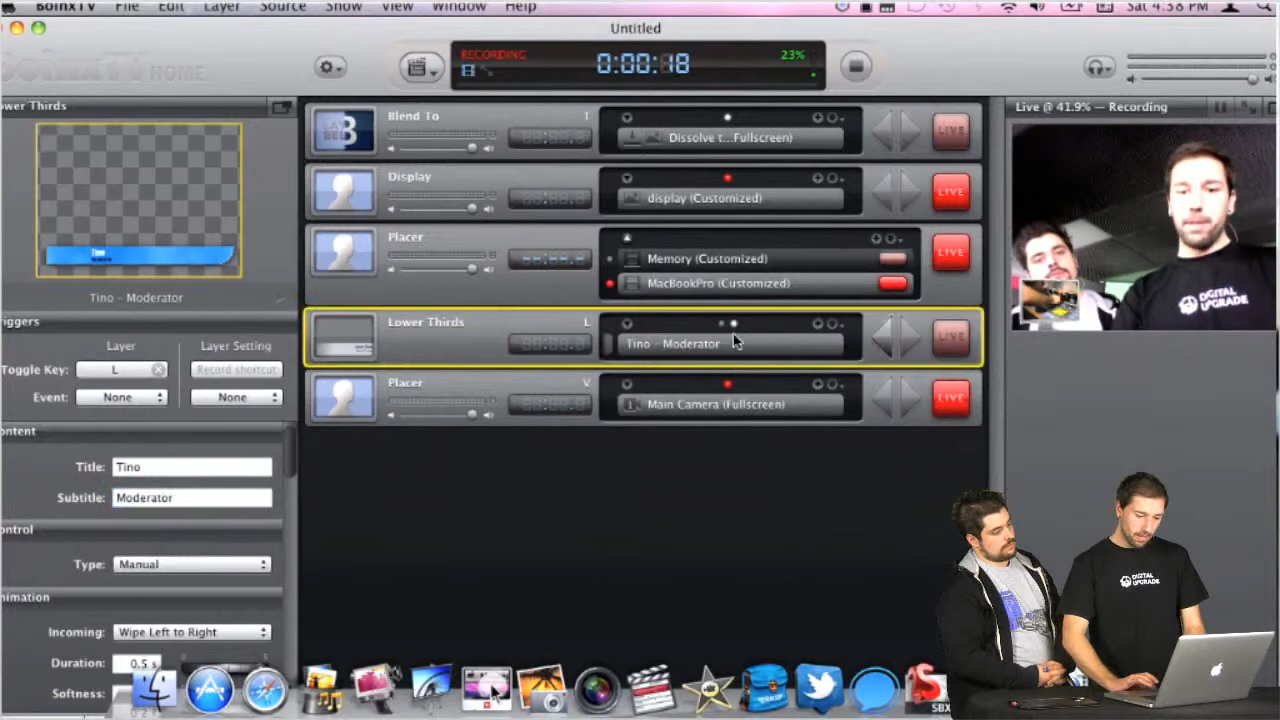 BoinxTV File Edit Layer Source Show View Window Help Sat 4:38 PM
Untitled
BoinxTV HOME
RECORDING 0:00:18 23%
Lower Thirds
Tino
Tino - Moderator
Triggers
Layer Layer Setting
Toggle Key: L Record shortcut
Event: None None
Content
Title: Tino
Subtitle: Moderator
Control
Type: Manual
Animation
Incoming: Wipe Left to Right
Duration: 0.5 s
Softness:
Blend To T
Dissolve t...Fullscreen)
LIVE
Display
display (Customized)
LIVE
Placer
Memory (Customized)
MacBookPro (Customized)
LIVE
Lower Thirds L
Tino - Moderator
LIVE
Placer V
Main Camera (Fullscreen)
LIVE
Live @ 41.9% — Recording
DIGITAL
UPGRADE
DIGITAL
UPGRADE